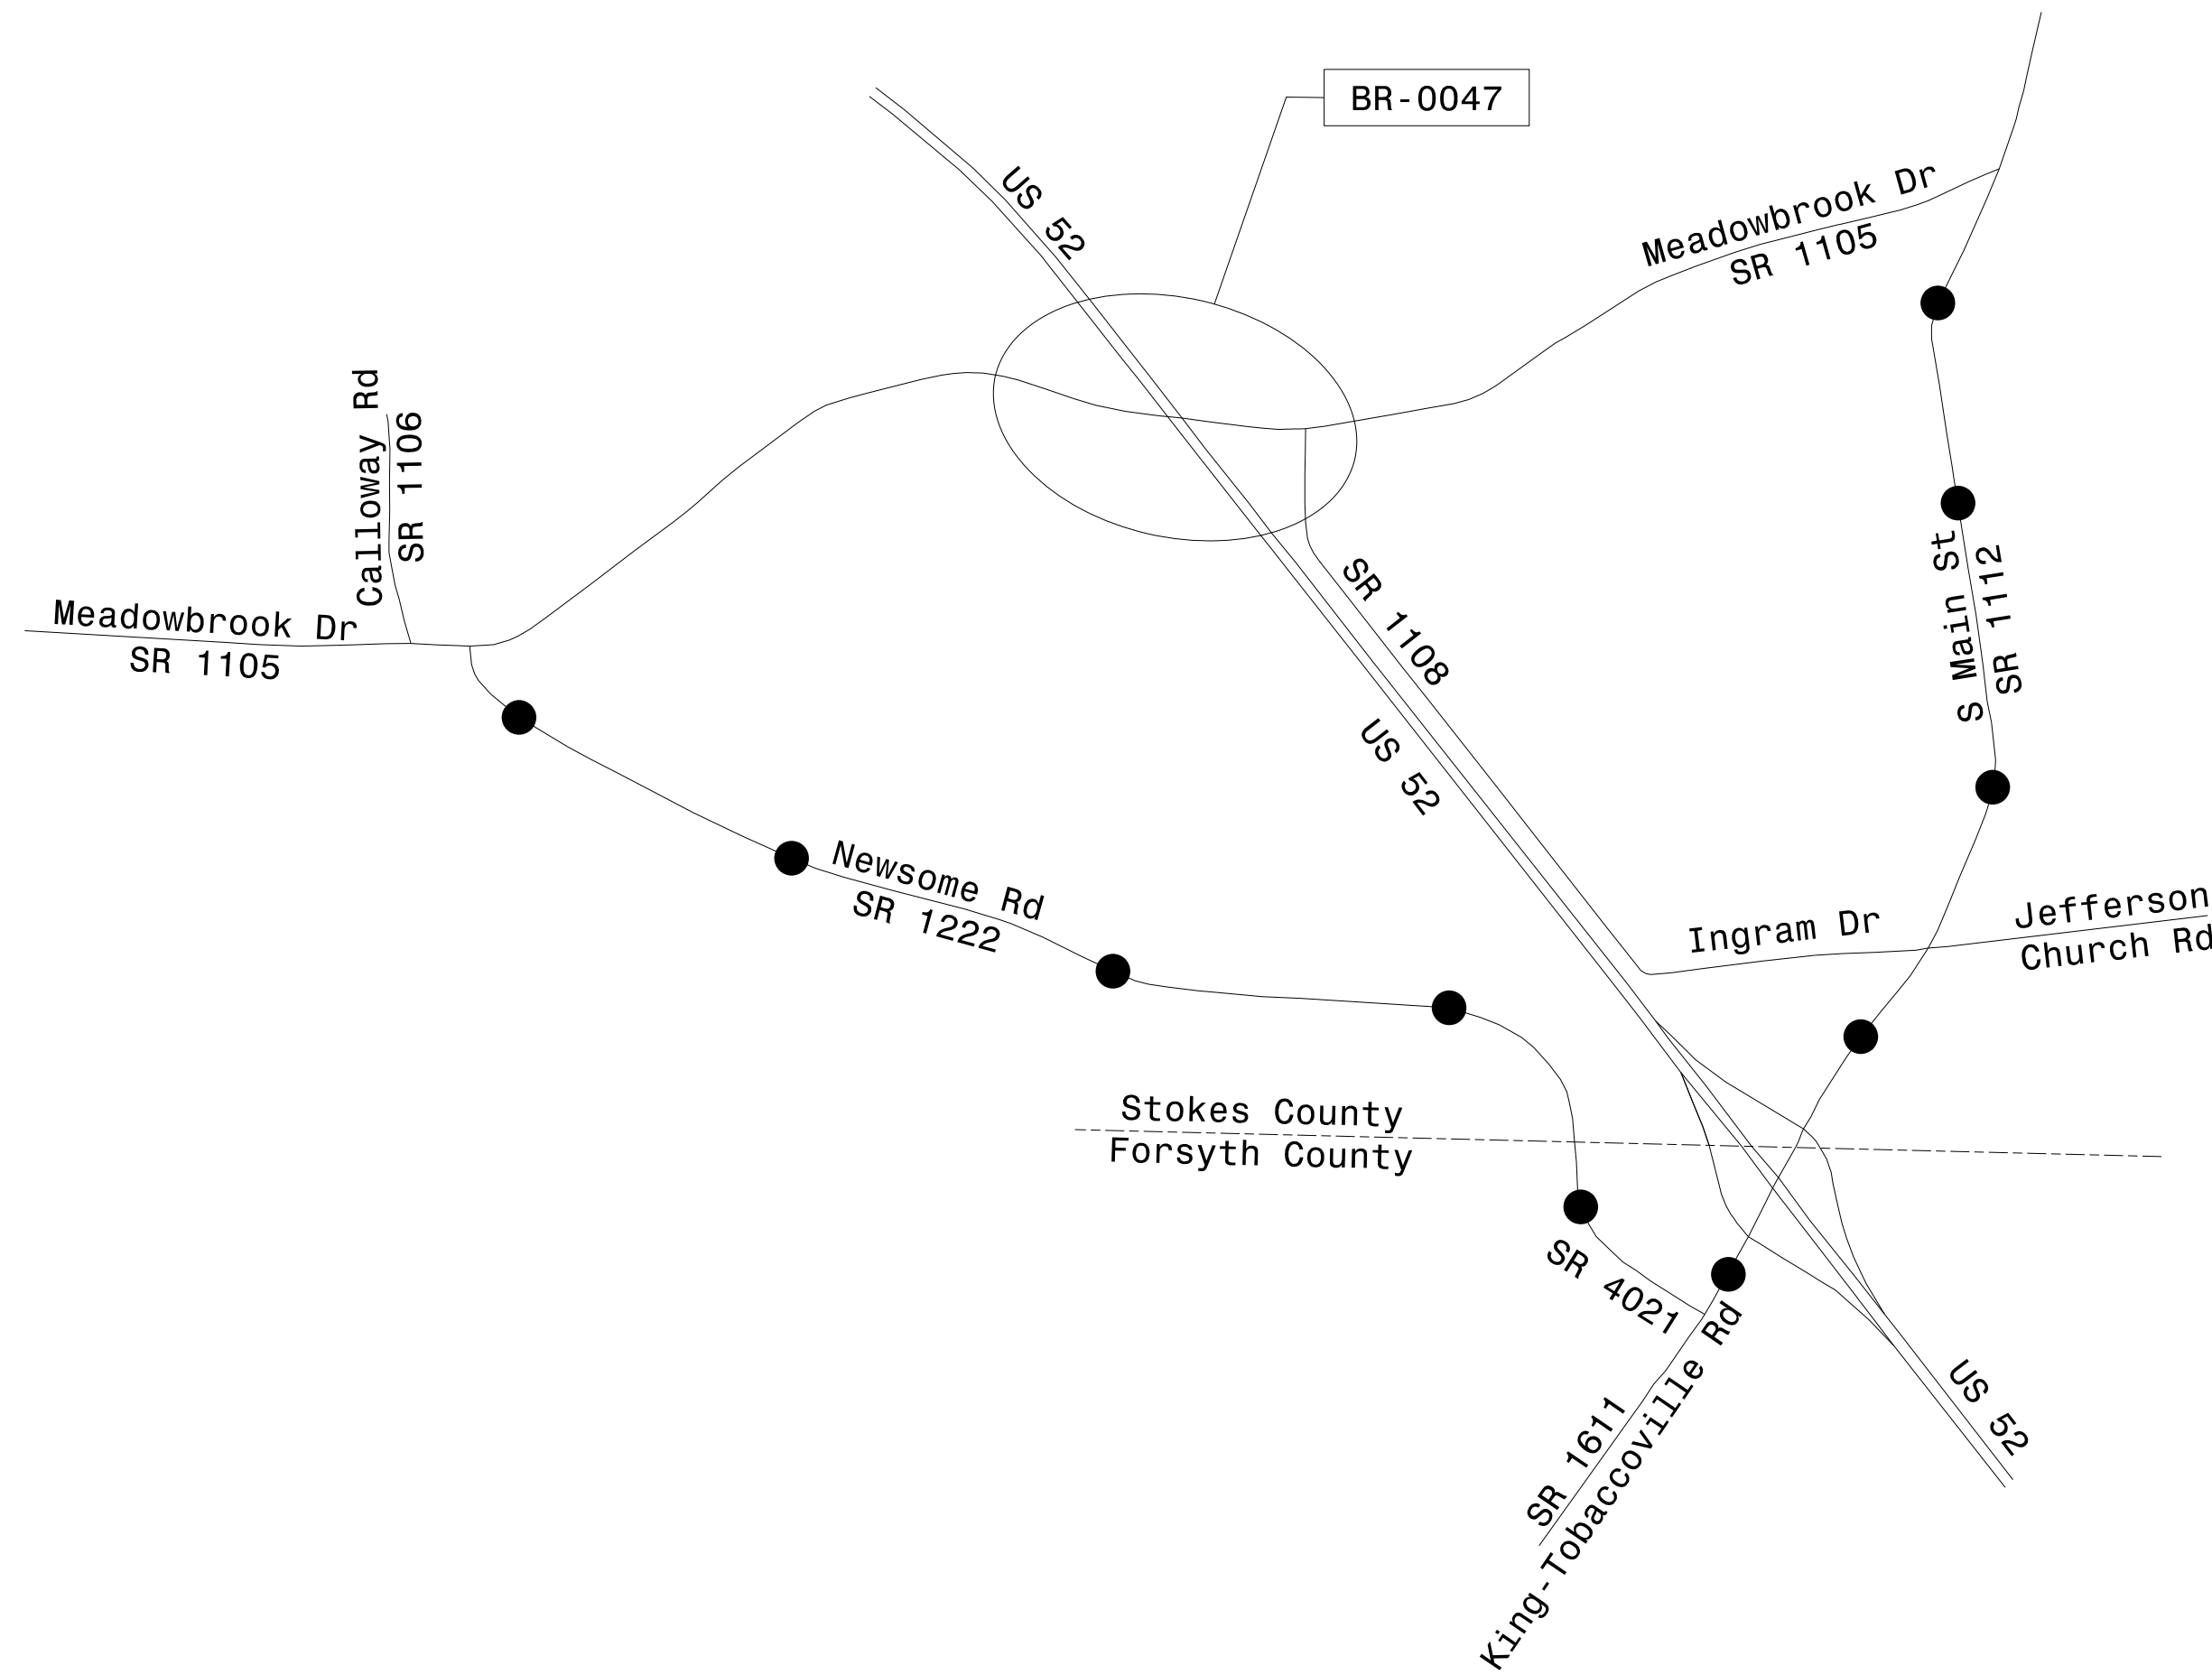 BR-0047
US 52
Meadowbrook Dr
SR 1105
Calloway Rd
SR 1106
Meadowbrook Dr
SR 1105
SR 1108
S Main St
SR 1112
US 52
Newsome Rd
SR 1222
Ingram Dr
Jefferson
Church Rd
Stokes County
Forsyth County
SR 4021
SR 1611
King-Tobaccoville Rd
US 52